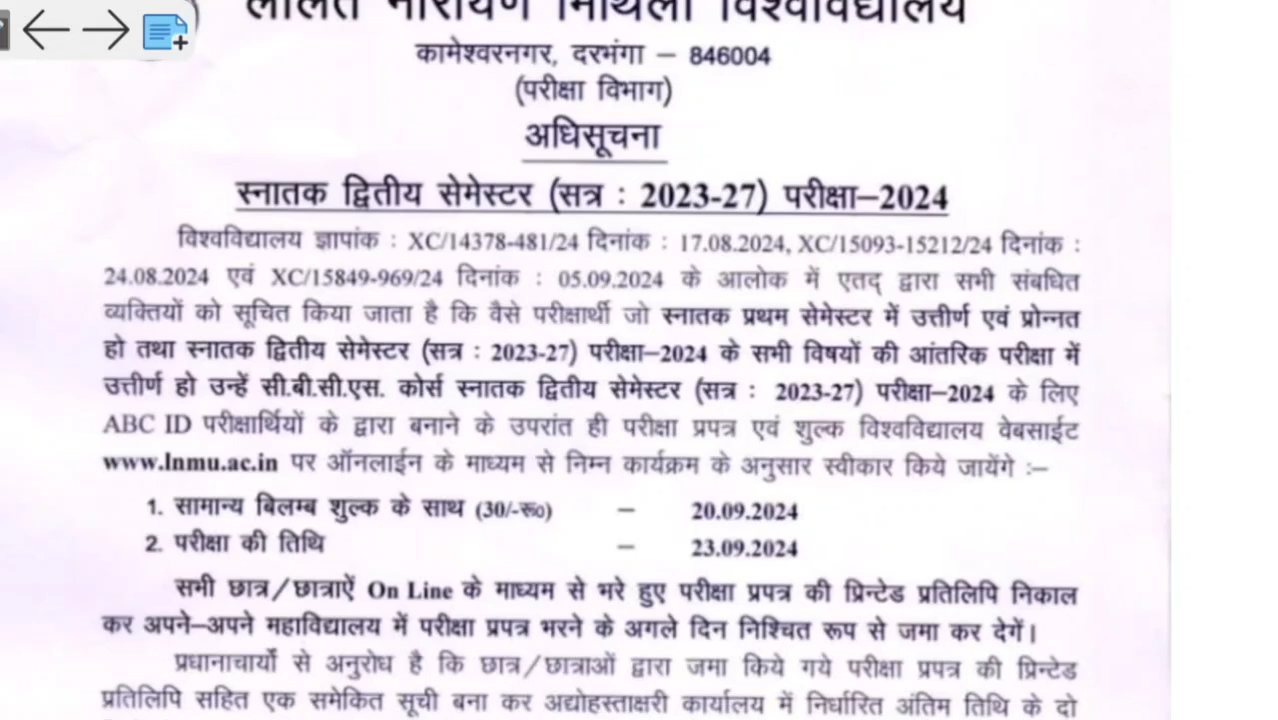 ललित नारायण मिथिला विश्वविद्यालय
कामेश्वरनगर, दरभंगा – 846004
(परीक्षा विभाग)
अधिसूचना
स्नातक द्वितीय सेमेस्टर (सत्र : 2023-27) परीक्षा–2024
विश्वविद्यालय ज्ञापांक : XC/14378-481/24 दिनांक : 17.08.2024, XC/15093-15212/24 दिनांक :
24.08.2024 एवं XC/15849-969/24 दिनांक : 05.09.2024 के आलोक में एतद् द्वारा सभी संबधित
व्यक्तियों को सूचित किया जाता है कि वैसे परीक्षार्थी जो स्नातक प्रथम सेमेस्टर में उत्तीर्ण एवं प्रोन्नत
हो तथा स्नातक द्वितीय सेमेस्टर (सत्र : 2023-27) परीक्षा–2024 के सभी विषयों की आंतरिक परीक्षा में
उत्तीर्ण हो उन्हें सी.बी.सी.एस. कोर्स स्नातक द्वितीय सेमेस्टर (सत्र : 2023-27) परीक्षा–2024 के लिए
ABC ID परीक्षार्थियों के द्वारा बनाने के उपरांत ही परीक्षा प्रपत्र एवं शुल्क विश्वविद्यालय वेबसाईट
www.lnmu.ac.in पर ऑनलाईन के माध्यम से निम्न कार्यक्रम के अनुसार स्वीकार किये जायेंगे :–
1. सामान्य बिलम्ब शुल्क के साथ (30/-रू०) – 20.09.2024
2. परीक्षा की तिथि – 23.09.2024
सभी छात्र/छात्राऐं On Line के माध्यम से भरे हुए परीक्षा प्रपत्र की प्रिन्टेड प्रतिलिपि निकाल
कर अपने–अपने महाविद्यालय में परीक्षा प्रपत्र भरने के अगले दिन निश्चित रूप से जमा कर देगें।
प्रधानाचार्यो से अनुरोध है कि छात्र/छात्राओं द्वारा जमा किये गये परीक्षा प्रपत्र की प्रिन्टेड
प्रतिलिपि सहित एक समेकित सूची बना कर अद्योहस्ताक्षरी कार्यालय में निर्धारित अंतिम तिथि के दो